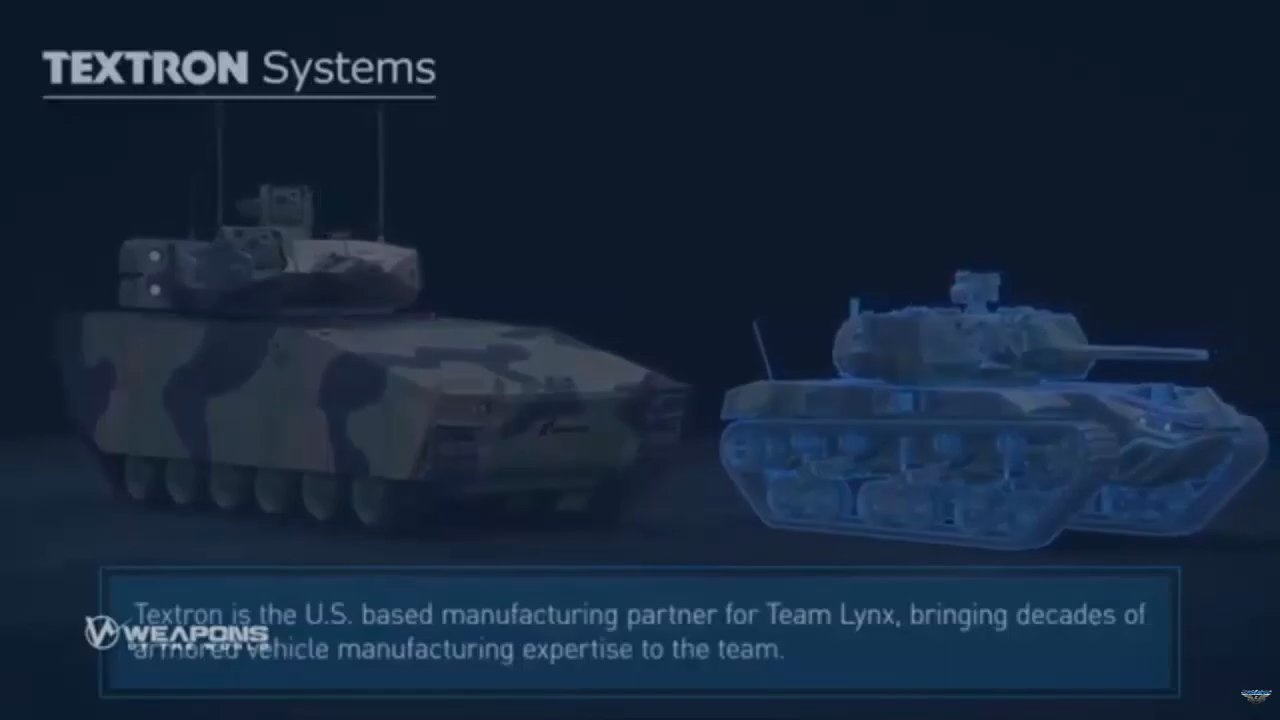 TEXTRON Systems
Textron is the U.S. based manufacturing partner for Team Lynx, bringing decades of
armored vehicle manufacturing expertise to the team.
WEAPONS